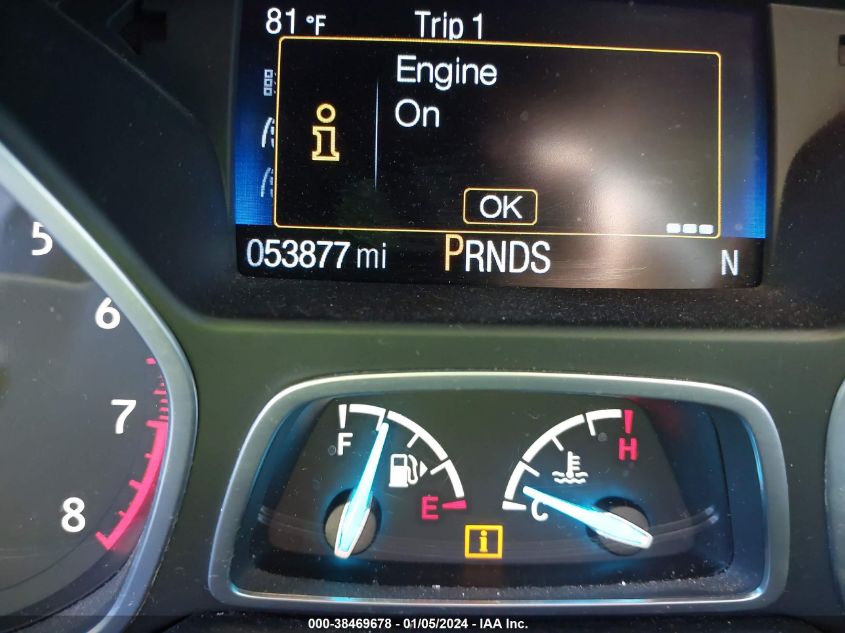 81 °F Trip 1
Engine
On
OK
053877 mi PRNDS N
5
6
7
8
F
E
H
C
000-38469678 - 01/05/2024 - IAA Inc.